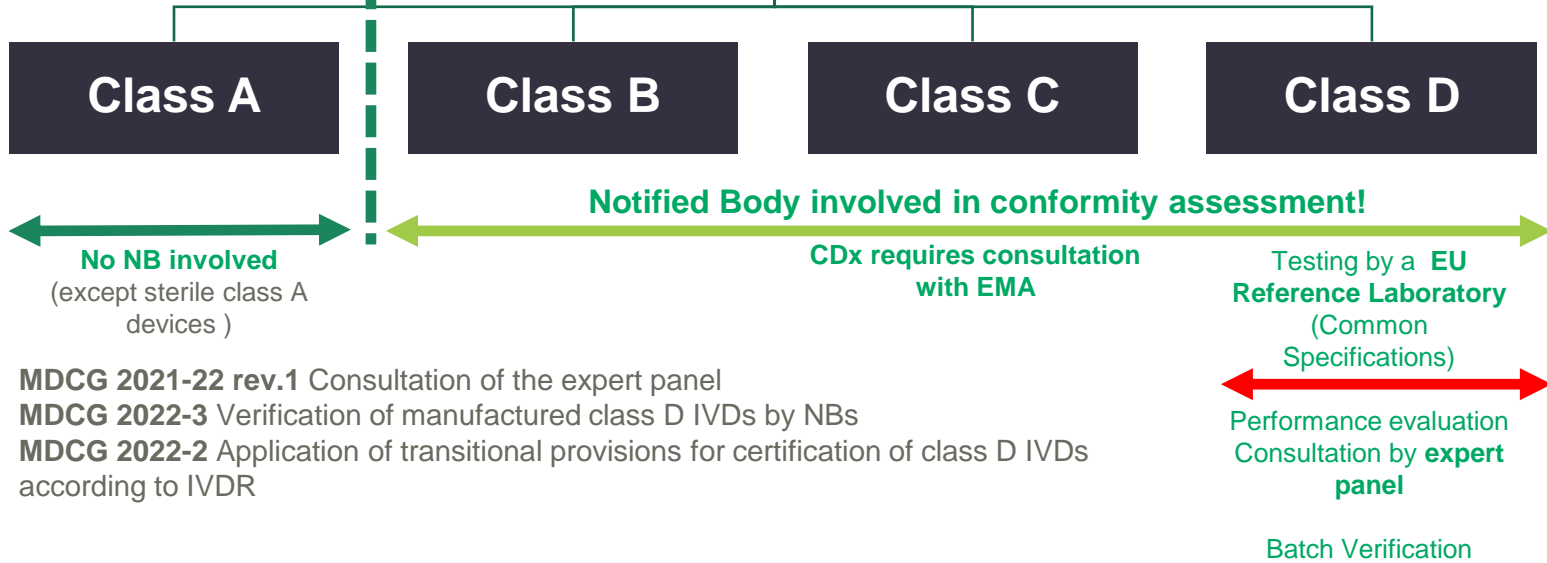 Class A
Class B
Class C
Class D
Notified Body involved in conformity assessment!
No NB involved
(except sterile class A
devices )
CDx requires consultation
with EMA
Testing by a EU
Reference Laboratory
(Common
Specifications)
MDCG 2021-22 rev.1 Consultation of the expert panel
MDCG 2022-3 Verification of manufactured class D IVDs by NBs
MDCG 2022-2 Application of transitional provisions for certification of class D IVDs
according to IVDR
Performance evaluation
Consultation by expert
panel
Batch Verification